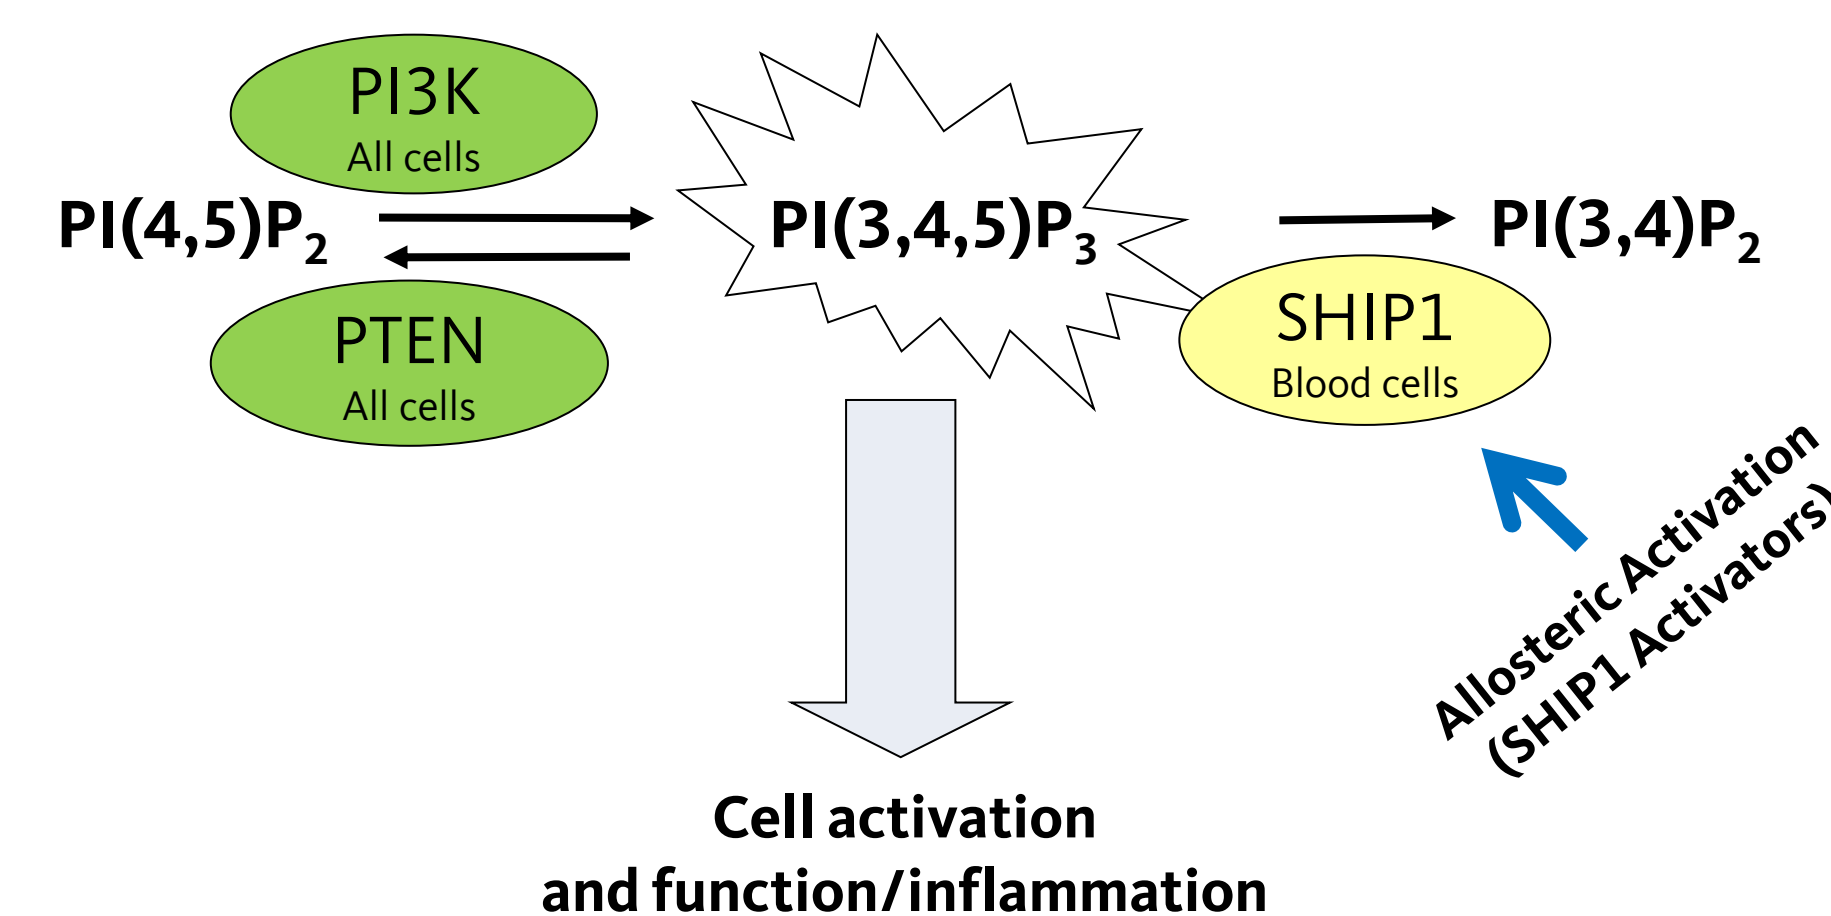 PI3K
All cells
PI(4,5)P₂
PI(3,4,5)P₃
PI(3,4)P₂
PTEN
All cells
SHIP1
Blood cells
Allosteric Activation
(SHIP1 Activators)
Cell activation
and function/inflammation